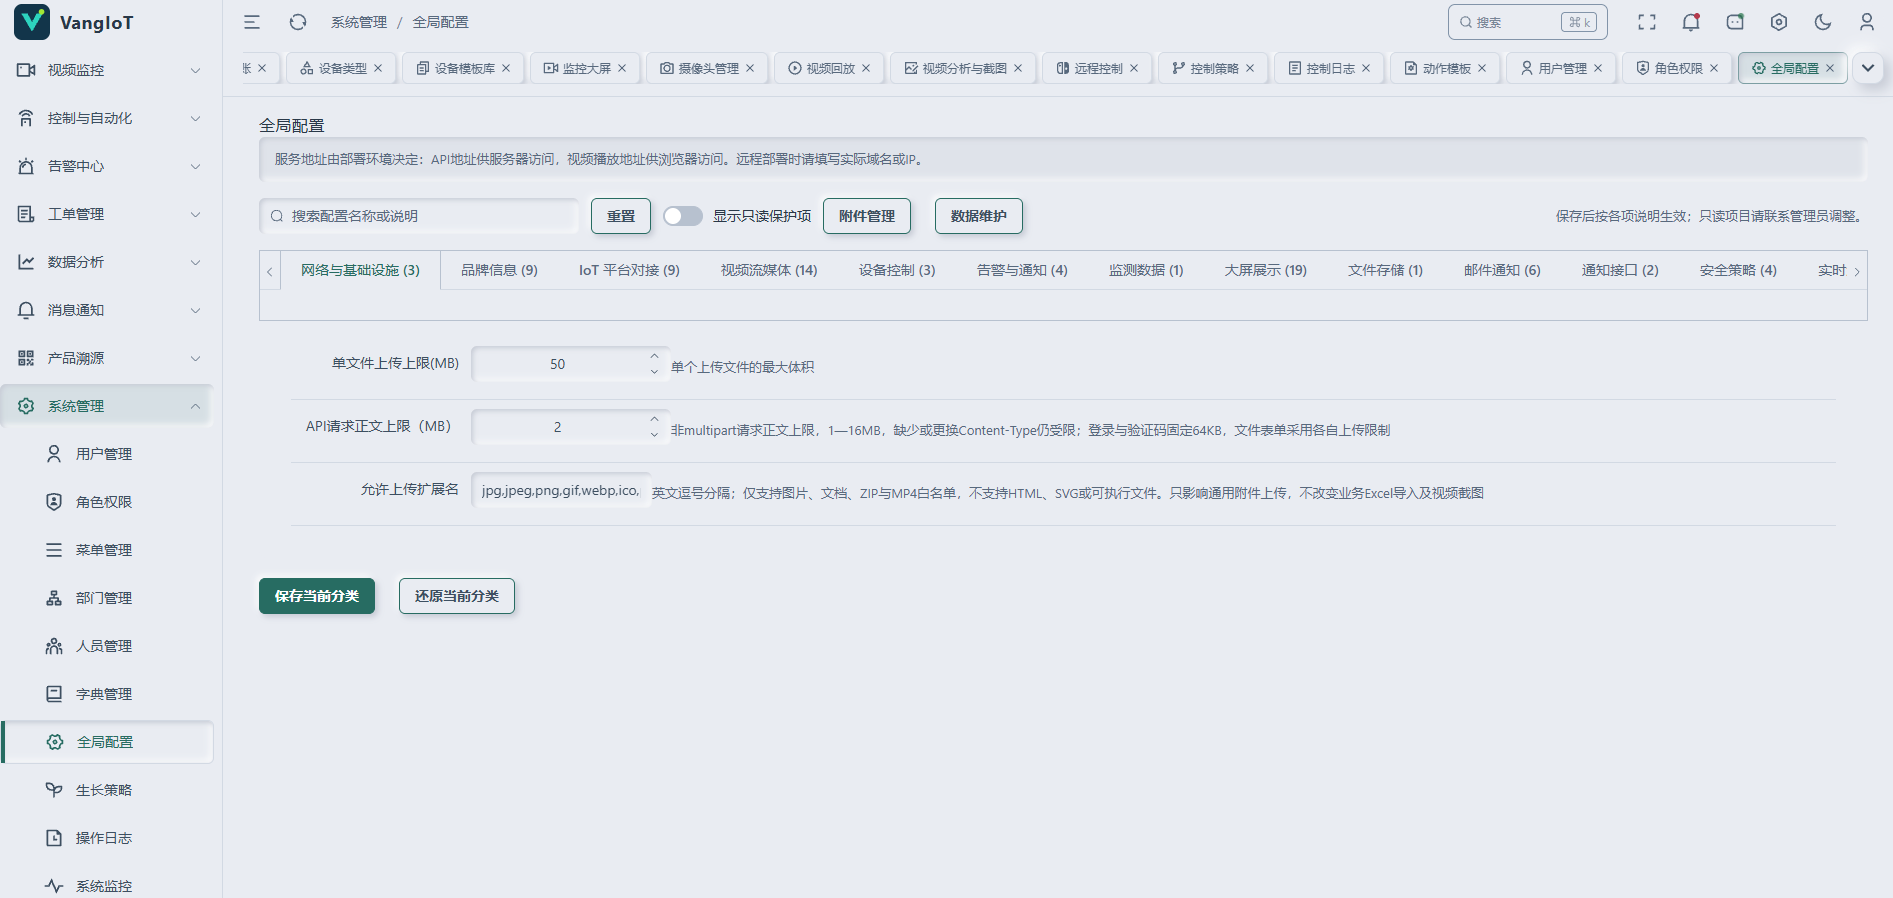 VangIoT
系统管理 / 全局配置
搜索
⌘ k
账
设备类型
设备模板库
监控大屏
摄像头管理
视频回放
视频分析与截图
远程控制
控制策略
控制日志
动作模板
用户管理
角色权限
全局配置
视频监控
控制与自动化
告警中心
工单管理
数据分析
消息通知
产品溯源
系统管理
用户管理
角色权限
菜单管理
部门管理
人员管理
字典管理
全局配置
生长策略
操作日志
系统监控
全局配置
服务地址由部署环境决定：API地址供服务器访问，视频播放地址供浏览器访问。远程部署时请填写实际域名或IP。
搜索配置名称或说明
重置
显示只读保护项
附件管理
数据维护
保存后按各项说明生效；只读项目请联系管理员调整。
网络与基础设施 (3)
品牌信息 (9)
IoT 平台对接 (9)
视频流媒体 (14)
设备控制 (3)
告警与通知 (4)
监测数据 (1)
大屏展示 (19)
文件存储 (1)
邮件通知 (6)
通知接口 (2)
安全策略 (4)
实时
单文件上传上限(MB)
50
单个上传文件的最大体积
API请求正文上限（MB）
2
非multipart请求正文上限，1—16MB，缺少或更换Content-Type仍受限；登录与验证码固定64KB，文件表单采用各自上传限制
允许上传扩展名
jpg,jpeg,png,gif,webp,ico,
英文逗号分隔；仅支持图片、文档、ZIP与MP4白名单，不支持HTML、SVG或可执行文件。只影响通用附件上传，不改变业务Excel导入及视频截图
保存当前分类
还原当前分类